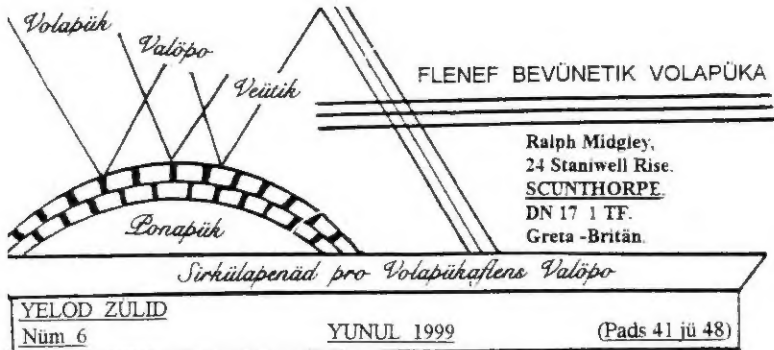 Volapük
Valöpo
Veütik
FLENEF BEVÜNETIK VOLAPÜKA
Ralph Midgley,
24 Staniwell Rise.
SCUNTHORPE.
DN 17 1 TF.
Greta -Britän.
Ponapük
Sirkülapenäd pro Volapükaflens Valöpo
YELOD ZÜLID
Nüm 6 YUNUL 1999 (Pads 41 jü 48)